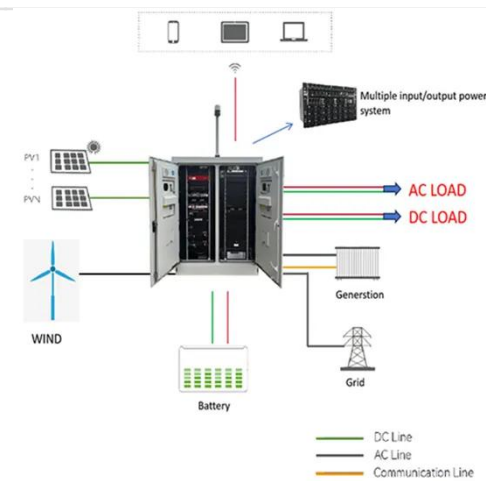 Multiple input/output power
system
PV1
PVN
AC LOAD
DC LOAD
WIND
Generstion
Grid
Battery
DC Line
AC Line
Communication Line